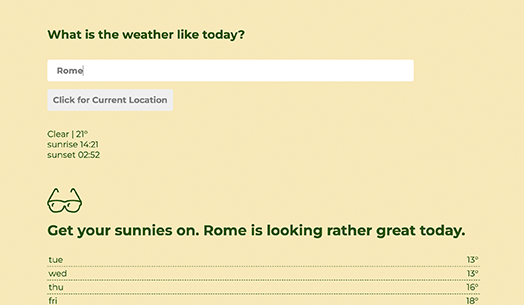 What is the weather like today?
Rome
Click for Current Location
Clear | 21°
sunrise 14:21
sunset 02:52
Get your sunnies on. Rome is looking rather great today.
tue 13°
wed 13°
thu 16°
fri 18°